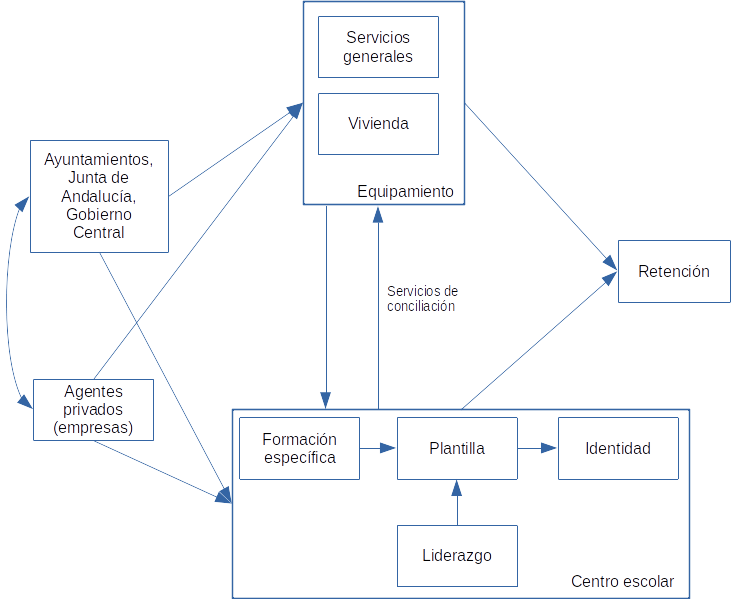 Servicios
generales
Vivienda
Equipamiento
Ayuntamientos,
Junta de
Andalucía,
Gobierno
Central
Retención
Servicios de
conciliación
Agentes
privados
(empresas)
Formación
específica
Plantilla
Identidad
Liderazgo
Centro escolar